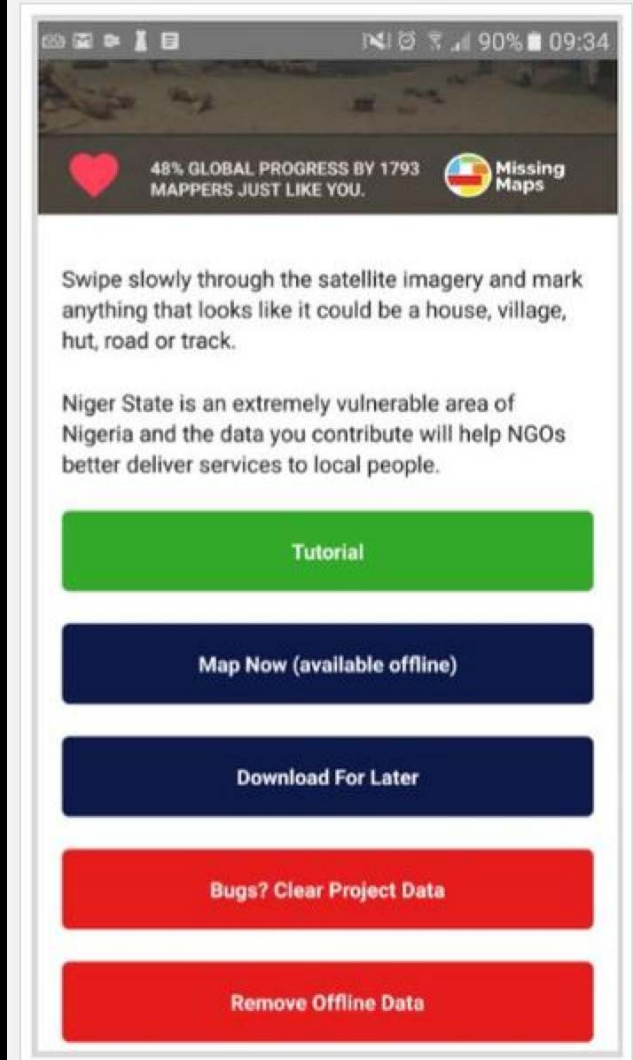 90% 09:34
48% GLOBAL PROGRESS BY 1793
MAPPERS JUST LIKE YOU.
Missing
Maps
Swipe slowly through the satellite imagery and mark
anything that looks like it could be a house, village,
hut, road or track.
Niger State is an extremely vulnerable area of
Nigeria and the data you contribute will help NGOs
better deliver services to local people.
Tutorial
Map Now (available offline)
Download For Later
Bugs? Clear Project Data
Remove Offline Data